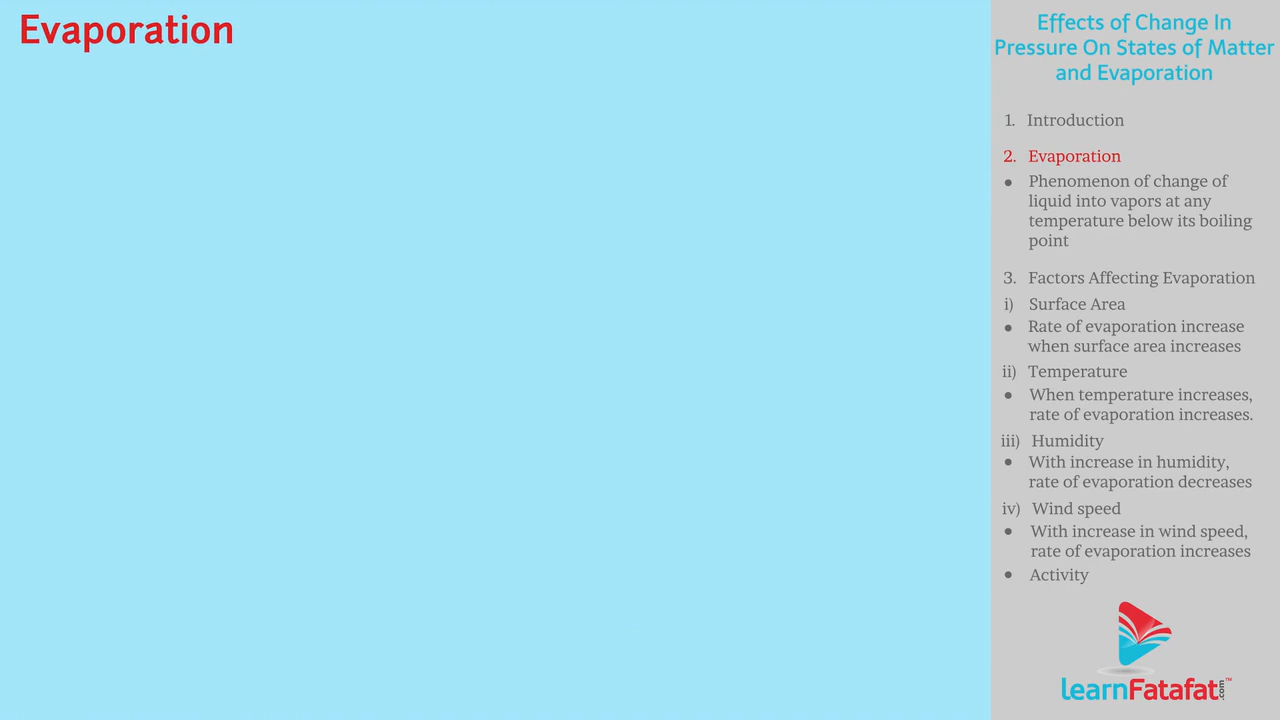 Evaporation
Effects of Change In
Pressure On States of Matter
and Evaporation
1. Introduction
2. Evaporation
• Phenomenon of change of
liquid into vapors at any
temperature below its boiling
point
3. Factors Affecting Evaporation
i) Surface Area
• Rate of evaporation increase
when surface area increases
ii) Temperature
• When temperature increases,
rate of evaporation increases.
iii) Humidity
• With increase in humidity,
rate of evaporation decreases
iv) Wind speed
• With increase in wind speed,
rate of evaporation increases
• Activity
learnFatafat.com™